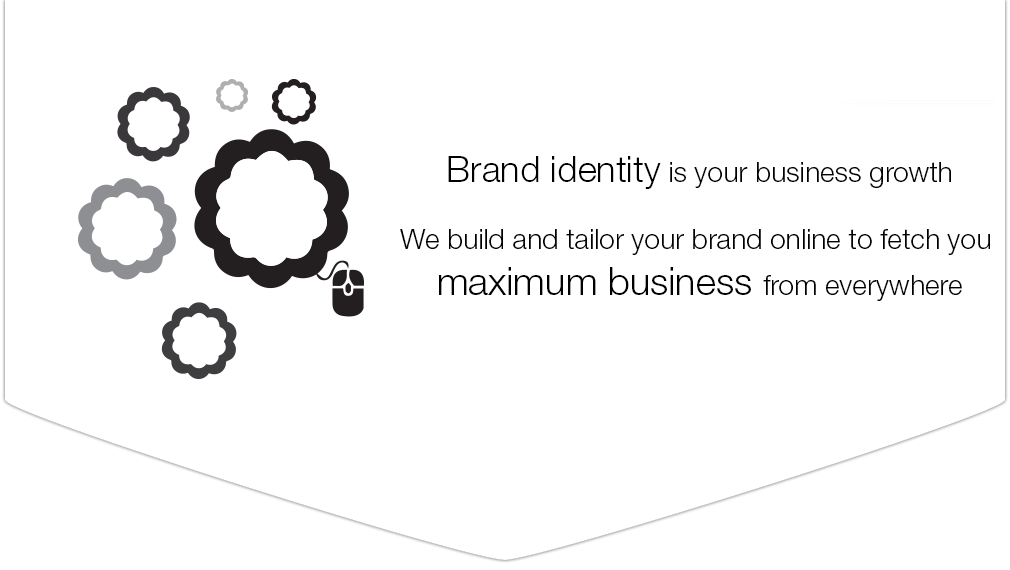 Brand identity is your business growth
We build and tailor your brand online to fetch you
maximum business from everywhere